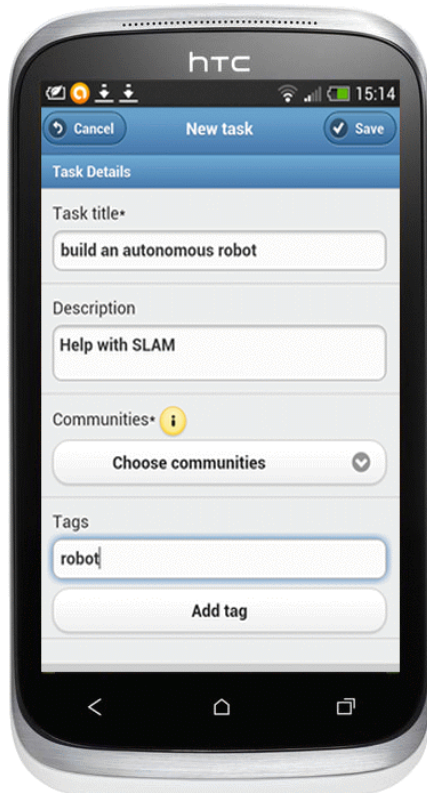 hTC
15:14
Cancel
New task
Save
Task Details
Task title*
build an autonomous robot
Description
Help with SLAM
Communities*
i
Choose communities
Tags
robot
Add tag